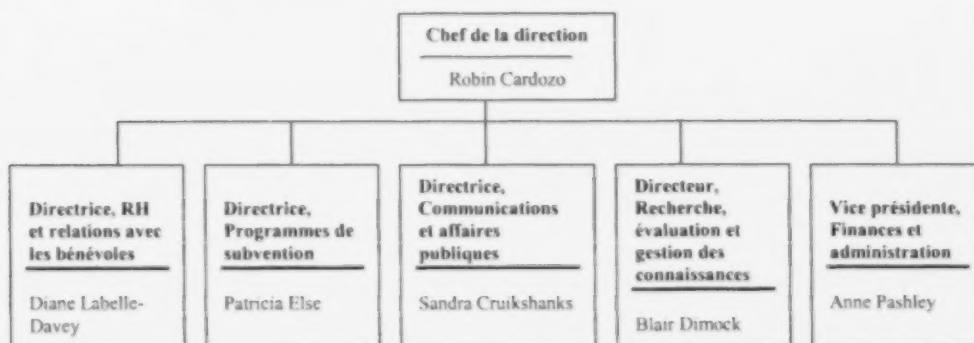 Chef de la direction
Robin Cardozo
Directrice, RH
et relations avec
les bénévoles
Diane Labelle-
Davey
Directrice,
Programmes de
subvention
Patricia Else
Directrice,
Communications
et affaires
publiques
Sandra Cruikshanks
Directeur,
Recherche,
évaluation et
gestion des
connaissances
Blair Dimock
Vice présidente,
Finances et
administration
Anne Pashley